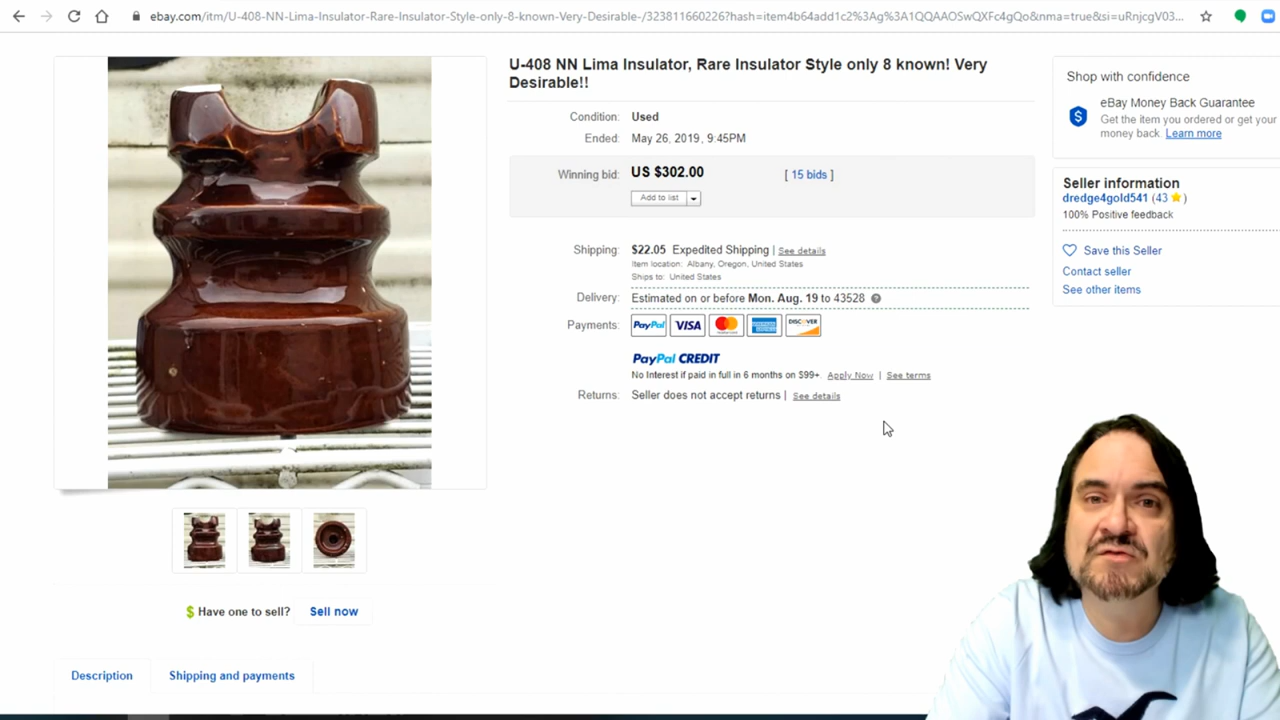 ebay.com/itm/U-408-NN-Lima-Insulator-Rare-Insulator-Style-only-8-known-Very-Desirable-/323811660226?hash=item4b64add1c2%3Ag%3A1QQAAOSwQXFc4gQo&nma=true&si=uRnjcgV03...
U-408 NN Lima Insulator, Rare Insulator Style only 8 known! Very
Desirable!!
Condition: Used
Ended: May 26, 2019 , 9:45PM
Winning bid: US $302.00 [ 15 bids ]
Add to list
Shipping: $22.05 Expedited Shipping | See details
Item location: Albany, Oregon, United States
Ships to: United States
Delivery: Estimated on or before Mon. Aug. 19 to 43528
Payments: PayPal VISA MasterCard AMERICAN EXPRESS DISCOVER
PayPal CREDIT
No Interest if paid in full in 6 months on $99+. Apply Now | See terms
Returns: Seller does not accept returns | See details
Shop with confidence
eBay Money Back Guarantee
Get the item you ordered or get your
money back. Learn more
Seller information
dredge4gold541 (43 ★ )
100% Positive feedback
Save this Seller
Contact seller
See other items
$ Have one to sell? Sell now
Description Shipping and payments